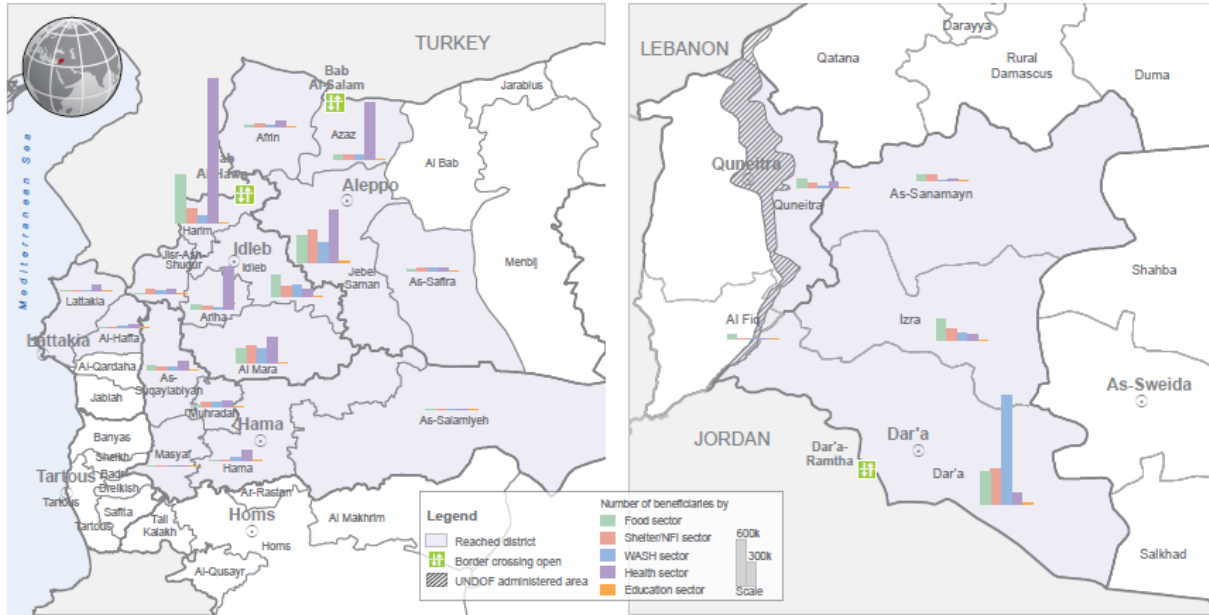 TURKEY
Bab
Al-Salam
Jarablus
Afrin
Azaz
Al Bab
Al-Hawa
Aleppo
Harim
Jisr-Ash-
Shugur
Idleb
Idleb
Jebel
Saman
As-Safira
Menbij
Mediterranean Sea
Lattakia
Ariha
Lattakia
Al-Haffa
Al-Qardaha
Jablah
As-
Suqaylabiyah
Al Mara
Muhradah
As-Salamiyeh
Hama
Banyas
Sheikh
Badr
Masyaf
Hama
Tartous
Dreikish
Tartous
Safita
Tartous
Tall
Kalakh
Ar-Rastan
Homs
Homs
Al Makhrim
Al-Qusayr
Legend
Reached district
Border crossing open
UNDOF administered area
Number of beneficiaries by
Food sector
Shelter/NFI sector
WASH sector
Health sector
Education sector
600k
300k
Scale
LEBANON
Qatana
Darayya
Rural
Damascus
Duma
Quneitra
Quneitra
As-Sanamayn
Shahba
Al Fiq
Izra
As-Sweida
JORDAN
Dar'a-
Ramtha
Dar'a
Dar'a
Salkhad